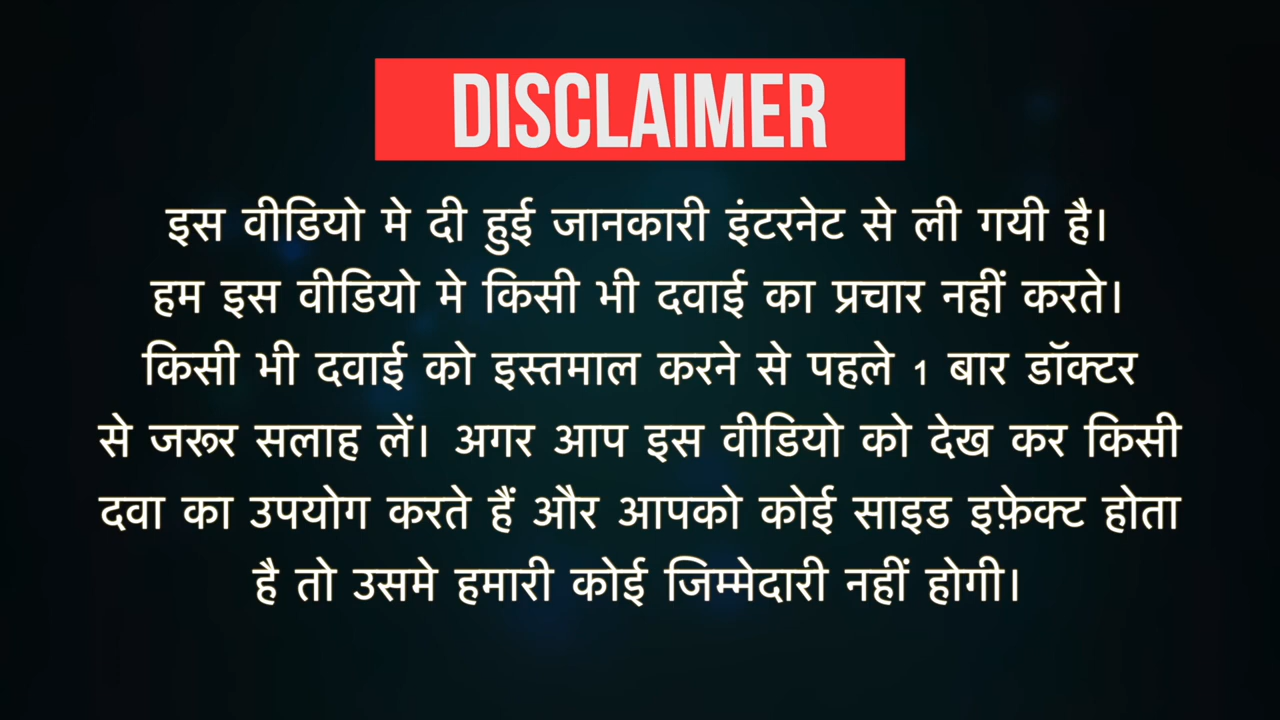 DISCLAIMER
इस वीडियो मे दी हुई जानकारी इंटरनेट से ली गयी है।
हम इस वीडियो मे किसी भी दवाई का प्रचार नहीं करते।
किसी भी दवाई को इस्तमाल करने से पहले 1 बार डॉक्टर
से जरूर सलाह लें। अगर आप इस वीडियो को देख कर किसी
दवा का उपयोग करते हैं और आपको कोई साइड इफ़ेक्ट होता
है तो उसमे हमारी कोई जिम्मेदारी नहीं होगी।